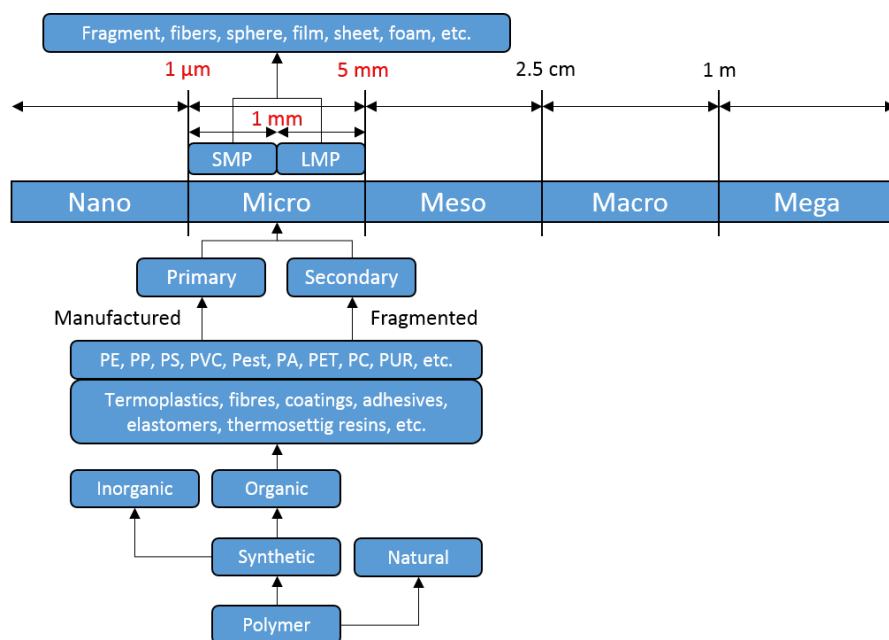 Fragment, fibers, sphere, film, sheet, foam, etc.
1 µm
5 mm
2.5 cm
1 m
1 mm
SMP
LMP
Nano
Micro
Meso
Macro
Mega
Primary
Secondary
Manufactured
Fragmented
PE, PP, PS, PVC, Pest, PA, PET, PC, PUR, etc.
Termoplastics, fibres, coatings, adhesives,
elastomers, thermosettig resins, etc.
Inorganic
Organic
Synthetic
Natural
Polymer